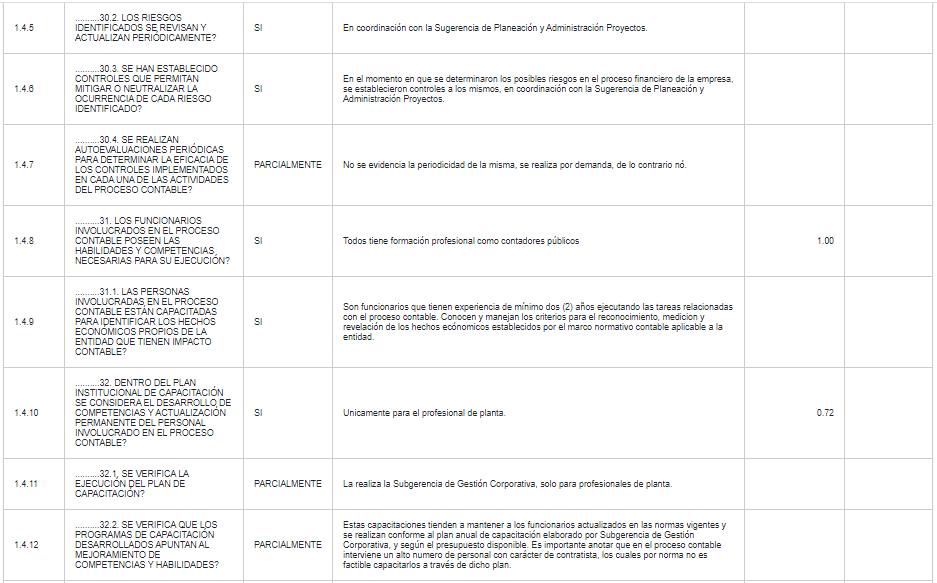 1.4.5
..........30.2. LOS RIESGOS
IDENTIFICADOS SE REVISAN Y
ACTUALIZAN PERIÓDICAMENTE?
SI
En coordinación con la Sugerencia de Planeación y Administración Proyectos.
1.4.6
..........30.3. SE HAN ESTABLECIDO
CONTROLES QUE PERMITAN
MITIGAR O NEUTRALIZAR LA
OCURRENCIA DE CADA RIESGO
IDENTIFICADO?
SI
En el momento en que se determinaron los posibles riesgos en el proceso financiero de la empresa,
se establecieron controles a los mismos, en coordinación con la Sugerencia de Planeación y
Administración Proyectos.
1.4.7
..........30.4. SE REALIZAN
AUTOEVALUACIONES PERIÓDICAS
PARA DETERMINAR LA EFICACIA DE
LOS CONTROLES IMPLEMENTADOS
EN CADA UNA DE LAS ACTIVIDADES
DEL PROCESO CONTABLE?
PARCIALMENTE
No se evidencia la periodicidad de la misma, se realiza por demanda, de lo contrario nó.
1.4.8
..........31. LOS FUNCIONARIOS
INVOLUCRADOS EN EL PROCESO
CONTABLE POSEEN LAS
HABILIDADES Y COMPETENCIAS
NECESARIAS PARA SU EJECUCIÓN?
SI
Todos tiene formación profesional como contadores públicos
1.00
1.4.9
..........31.1. LAS PERSONAS
INVOLUCRADAS EN EL PROCESO
CONTABLE ESTÁN CAPACITADAS
PARA IDENTIFICAR LOS HECHOS
ECONÓMICOS PROPIOS DE LA
ENTIDAD QUE TIENEN IMPACTO
CONTABLE?
SI
Son funcionarios que tienen experiencia de mínimo dos (2) años ejecutando las tareas relacionadas
con el proceso contable. Conocen y manejan los criterios para el reconocimiento, medicion y
revelación de los hechos ecónomicos establecidos por el marco normativo contable aplicable a la
entidad.
1.4.10
..........32. DENTRO DEL PLAN
INSTITUCIONAL DE CAPACITACIÓN
SE CONSIDERA EL DESARROLLO DE
COMPETENCIAS Y ACTUALIZACIÓN
PERMANENTE DEL PERSONAL
INVOLUCRADO EN EL PROCESO
CONTABLE?
SI
Unicamente para el profesional de planta.
0.72
1.4.11
..........32.1. SE VERIFICA LA
EJECUCIÓN DEL PLAN DE
CAPACITACIÓN?
PARCIALMENTE
La realiza la Subgerencia de Gestión Corporativa, solo para profesionales de planta.
1.4.12
..........32.2. SE VERIFICA QUE LOS
PROGRAMAS DE CAPACITACIÓN
DESARROLLADOS APUNTAN AL
MEJORAMIENTO DE
COMPETENCIAS Y HABILIDADES?
PARCIALMENTE
Estas capacitaciones tienden a mantener a los funcionarios actualizados en las normas vigentes y
se realizan conforme al plan anual de capacitación elaborado por Subgerencia de Gestión
Corporativa, y según el presupuesto disponible. Es importante anotar que en el proceso contable
interviene un alto numero de personal con carácter de contratista, los cuales por norma no es
factible capacitarlos a través de dicho plan.